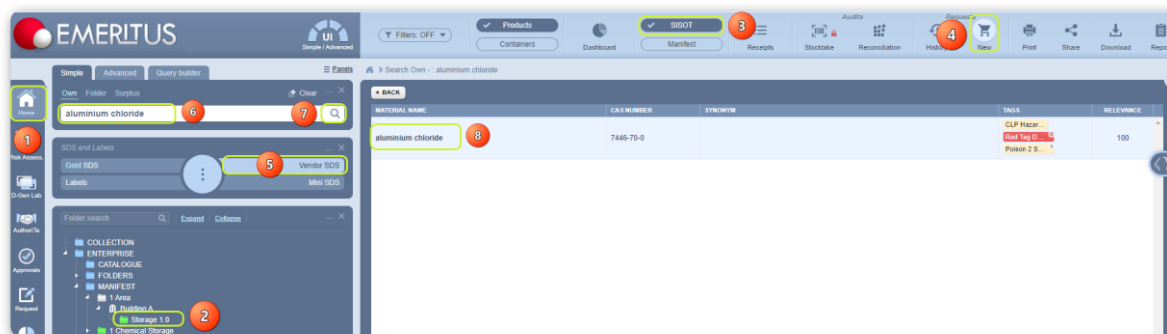 EMERITUS
UI
Simple / Advanced
Filters: OFF
Products
Containers
Dashboard
SISOT
Manifest
3
Receipts
Audits
Stocktake
Reconciliation
Requests
History
4
New
Print
Share
Download
Repo
Home
1
Risk Assess.
D-Gen Lab
AuthorITe
Approvals
Request
Simple
Advanced
Query builder
Panels
Own Folder Surplus
Clear
aluminium chloride
6
7
SDS and Labels
Gold SDS
5
Vendor SDS
Labels
Mini SDS
Folder search
Expand
Collapse
COLLECTION
ENTERPRISE
CATALOGUE
FOLDERS
MANIFEST
1 Area
Building A
Storage 1.0
2
1 Chemical Storage
> Search Own - : aluminium chloride
BACK
MATERIAL NAME CAS NUMBER SYNONYM TAGS RELEVANCE
aluminium chloride
8
7446-70-0
CLP Hazar...
Red Tag D...
Poison 2 S...
100